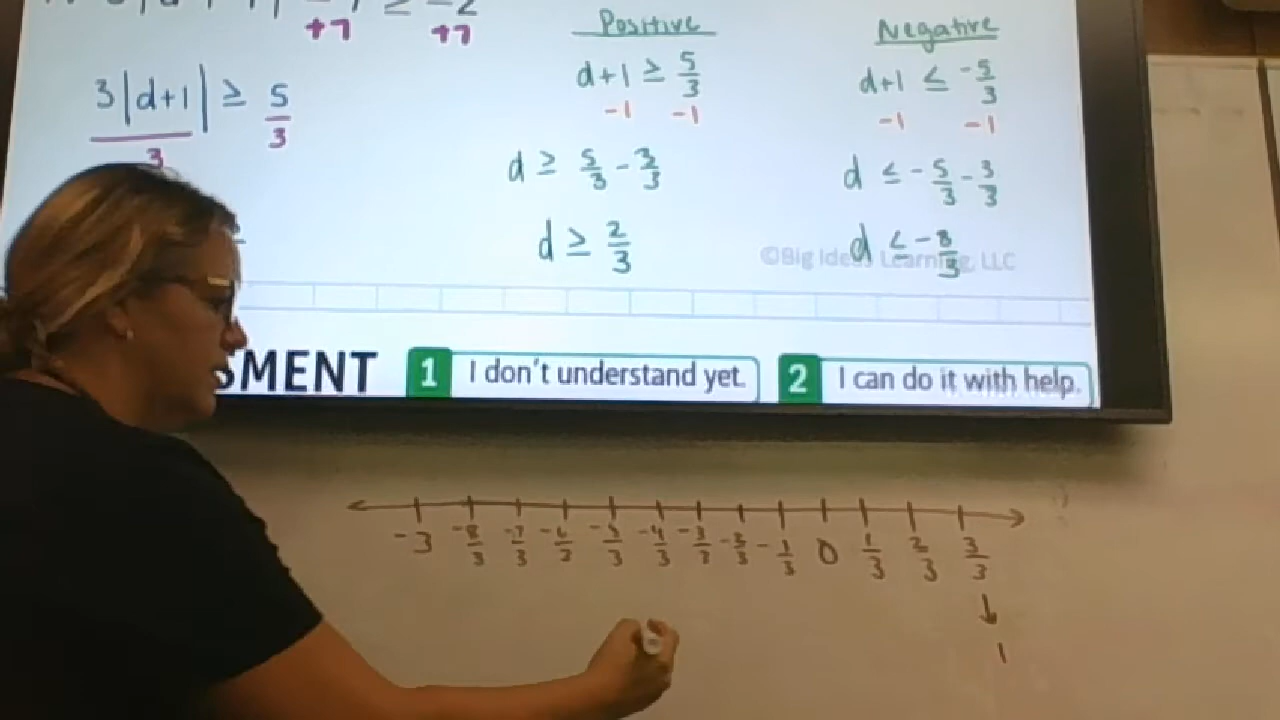 +7 +7
3|d+1| ≥ 5
3 3
Positive
d+1 ≥ 5/3
-1 -1
d ≥ 5/3 - 3/3
d ≥ 2/3
Negative
d+1 ≤ -5/3
-1 -1
d ≤ -5/3 - 3/3
d ≤ -8/3
©Big Ideas Learning, LLC
SMENT 1 I don't understand yet. 2 I can do it with help.
-3 -8/3 -7/3 -6/3 -5/3 -4/3 -3/3 -2/3 -1/3 0 1/3 2/3 3/3
↓
1